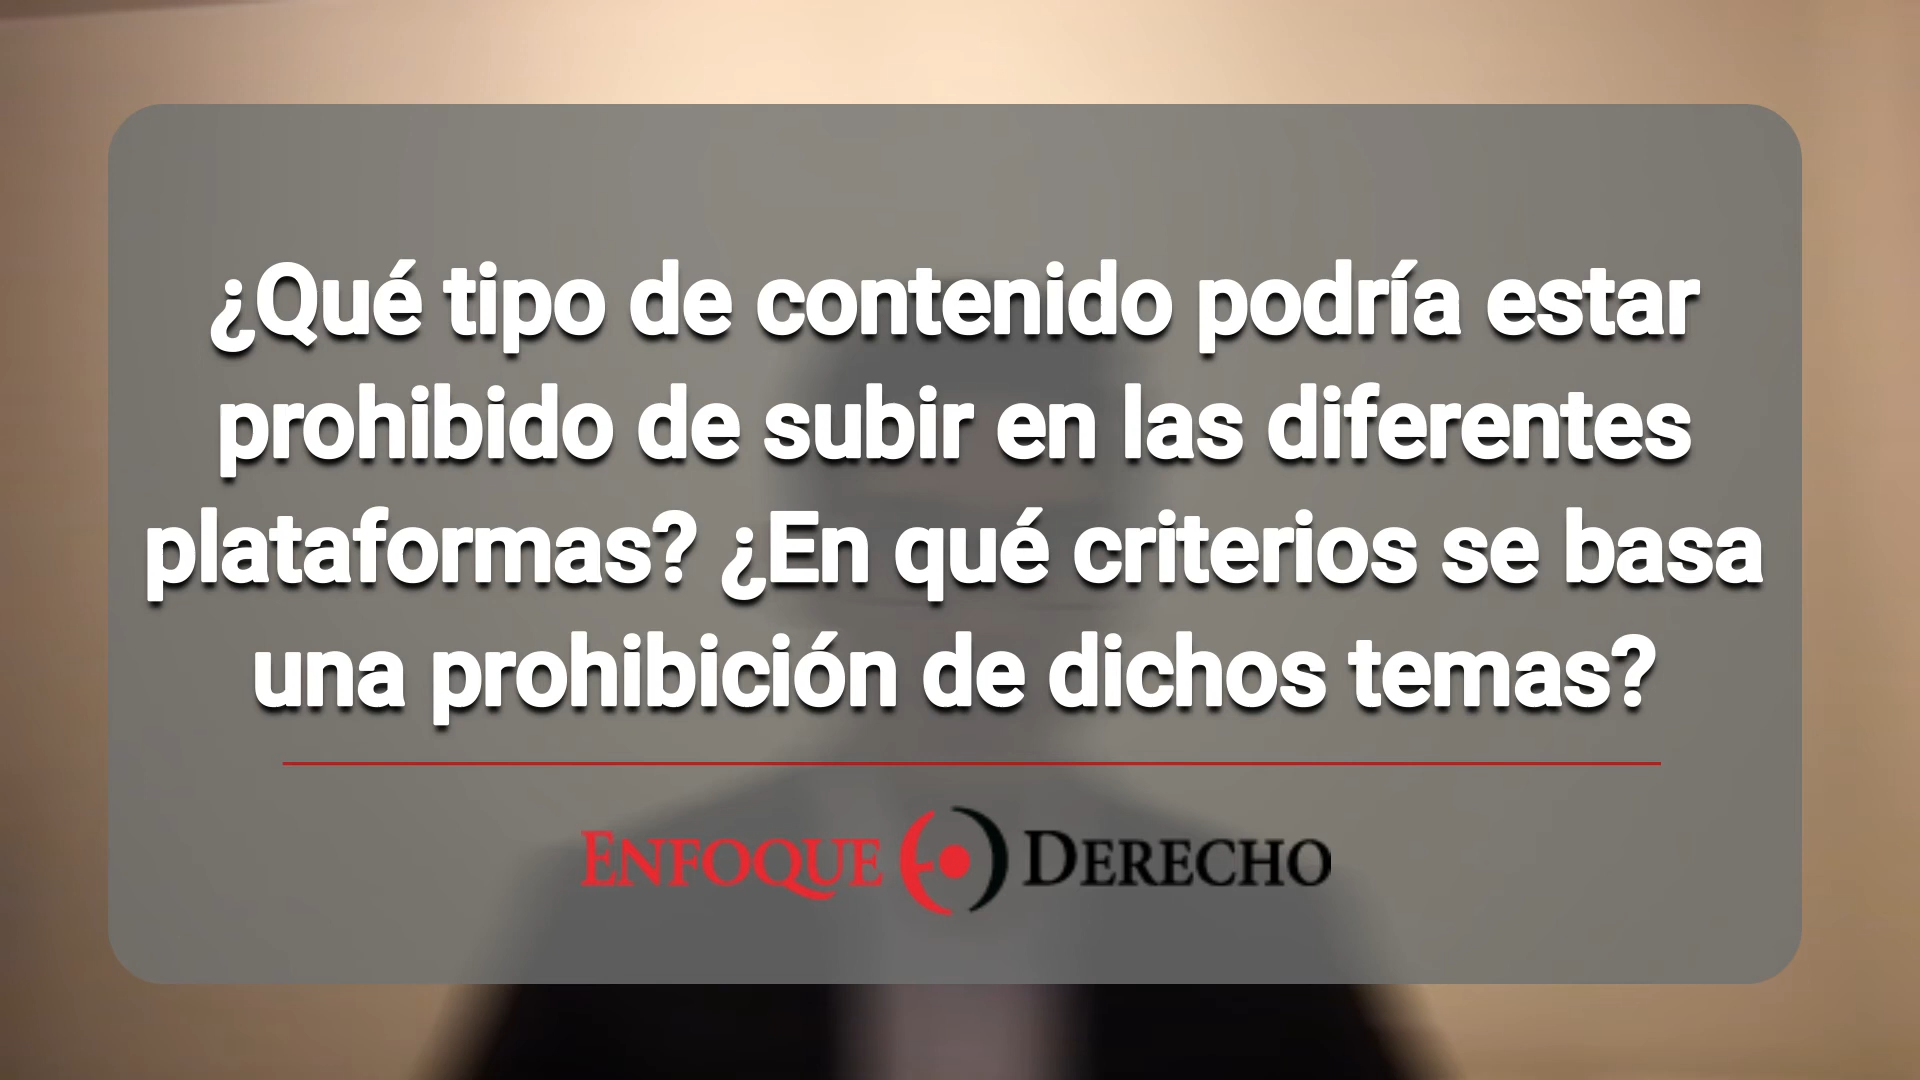 ¿Qué tipo de contenido podría estar
prohibido de subir en las diferentes
plataformas? ¿En qué criterios se basa
una prohibición de dichos temas?
ENFOQUE DERECHO